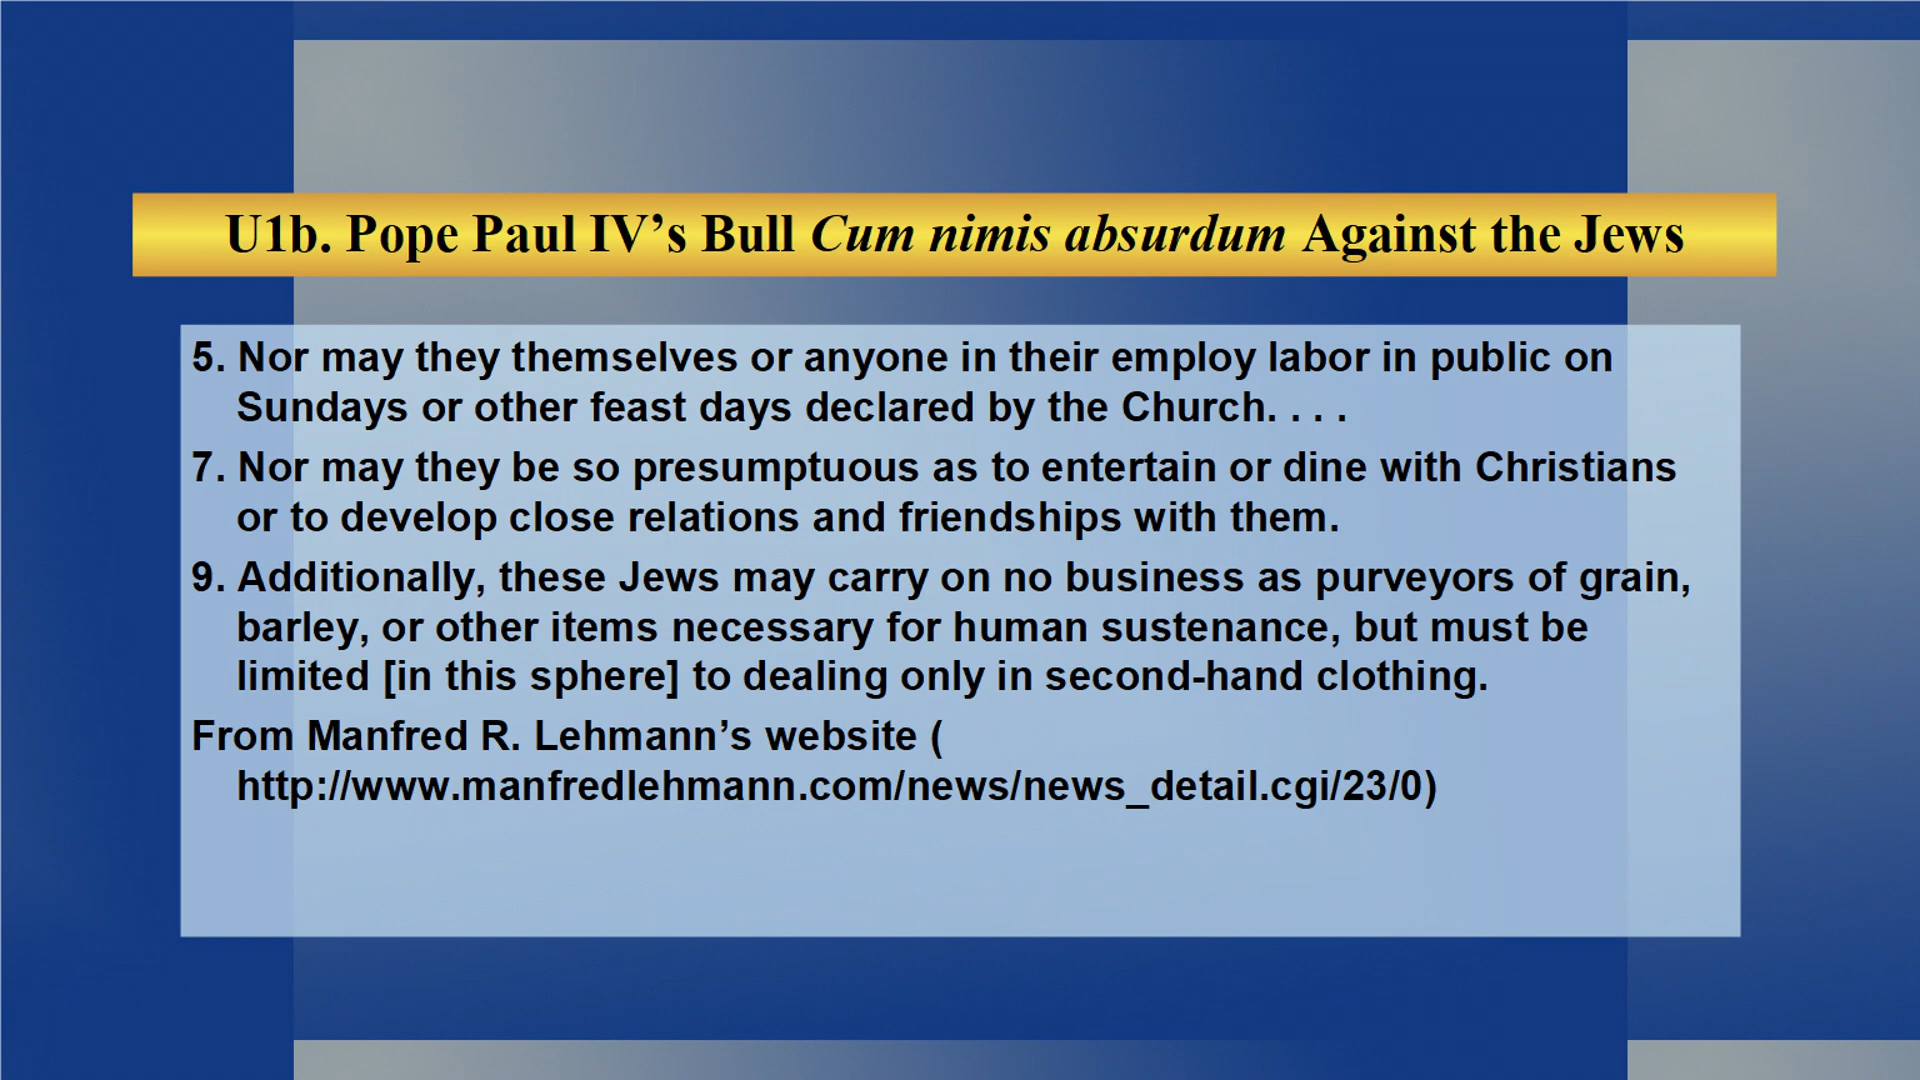 U1b. Pope Paul IV’s Bull Cum nimis absurdum Against the Jews
5. Nor may they themselves or anyone in their employ labor in public on
Sundays or other feast days declared by the Church. . . .
7. Nor may they be so presumptuous as to entertain or dine with Christians
or to develop close relations and friendships with them.
9. Additionally, these Jews may carry on no business as purveyors of grain,
barley, or other items necessary for human sustenance, but must be
limited [in this sphere] to dealing only in second-hand clothing.
From Manfred R. Lehmann’s website (
http://www.manfredlehmann.com/news/news_detail.cgi/23/0)